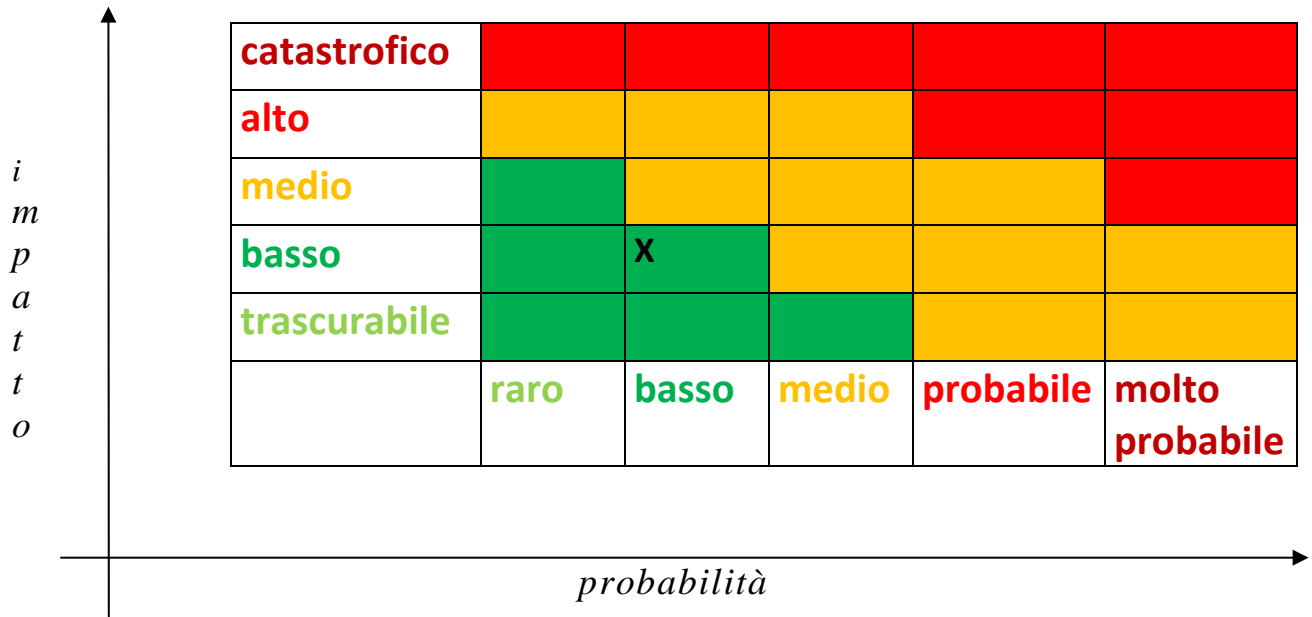 catastrofico
alto
medio
basso X
trascurabile
raro basso medio probabile molto
probabile
i
m
p
a
t
t
o
probabilità